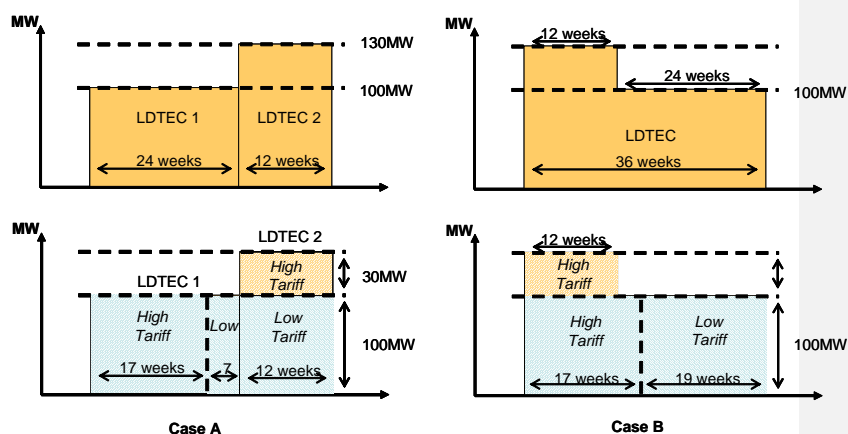 MW
130MW
100MW
LDTEC 1
LDTEC 2
24 weeks
12 weeks
MW
12 weeks
24 weeks
100MW
LDTEC
36 weeks
MW
LDTEC 2
High
Tariff
30MW
LDTEC 1
High
Tariff
Low
Low
Tariff
100MW
17 weeks
7
12 weeks
Case A
MW
12 weeks
High
Tariff
High
Tariff
Low
Tariff
100MW
17 weeks
19 weeks
Case B